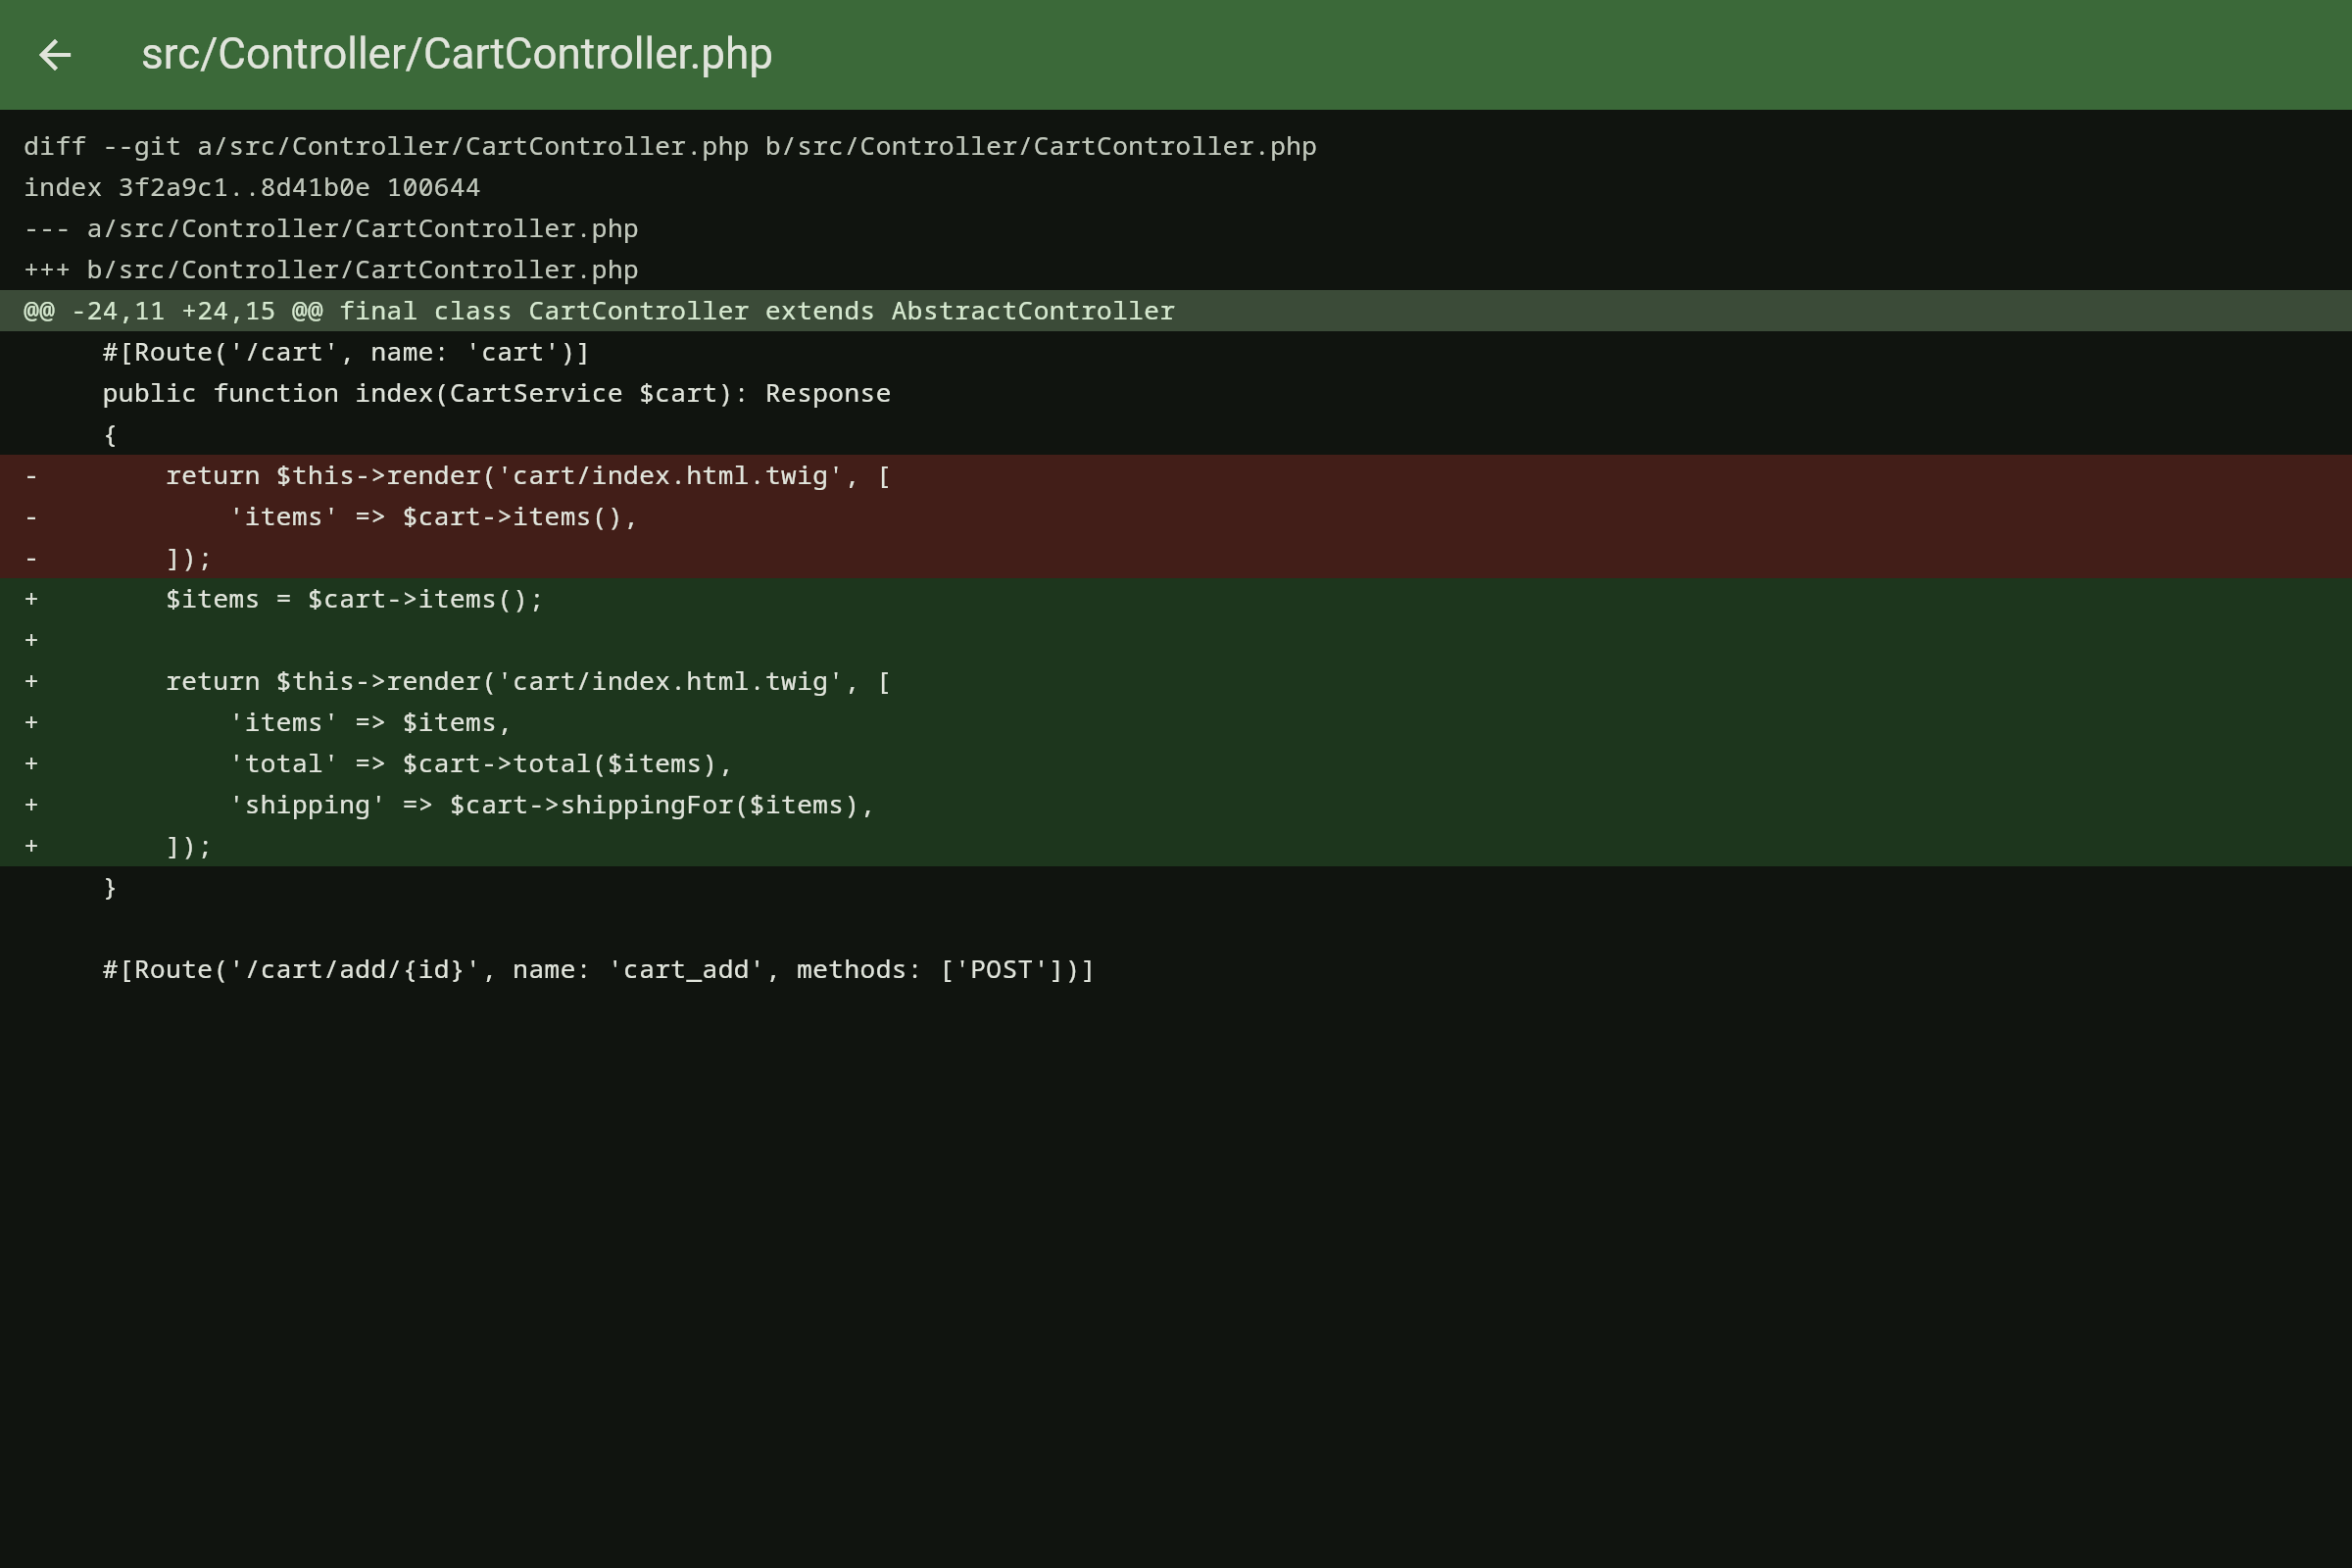 src/Controller/CartController.php
diff --git a/src/Controller/CartController.php b/src/Controller/CartController.php
index 3f2a9c1..8d41b0e 100644
--- a/src/Controller/CartController.php
+++ b/src/Controller/CartController.php
@@ -24,11 +24,15 @@ final class CartController extends AbstractController
     #[Route('/cart', name: 'cart')]
     public function index(CartService $cart): Response
     {
-        return $this->render('cart/index.html.twig', [
-            'items' => $cart->items(),
-        ]);
+        $items = $cart->items();
+
+        return $this->render('cart/index.html.twig', [
+            'items' => $items,
+            'total' => $cart->total($items),
+            'shipping' => $cart->shippingFor($items),
+        ]);
     }

     #[Route('/cart/add/{id}', name: 'cart_add', methods: ['POST'])]